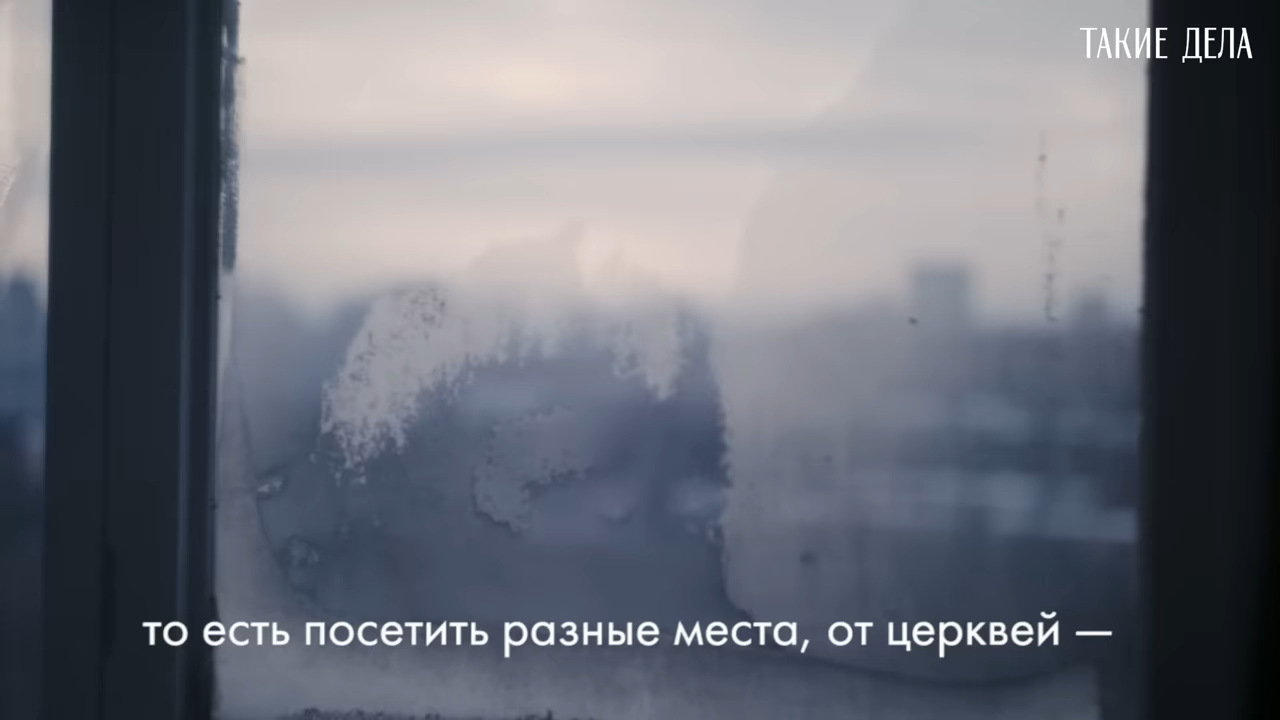 ТАКИЕ ДЕЛА
то есть посетить разные места, от церквей —